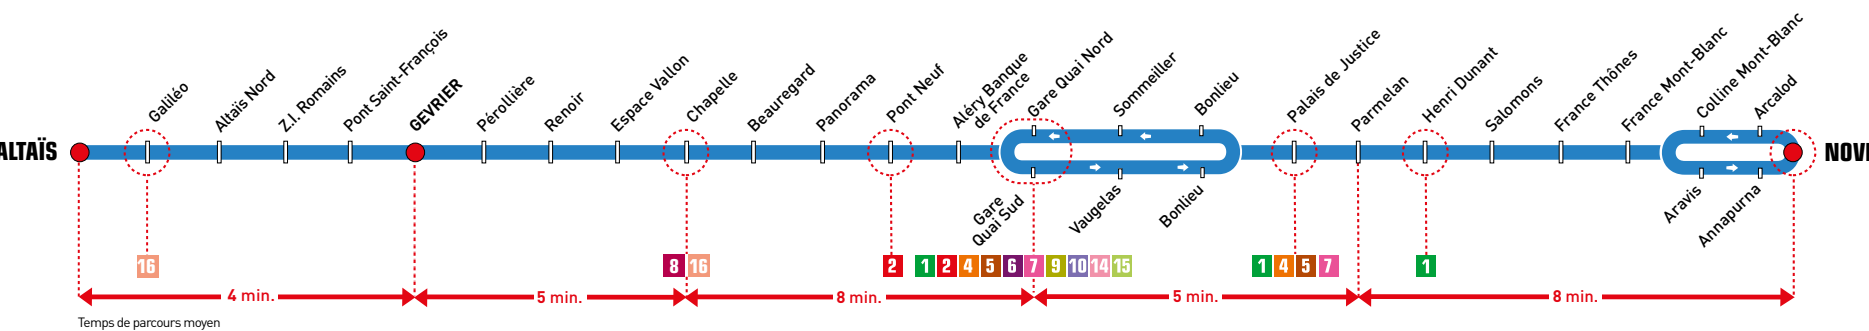 ALTAÏS
Galiléo
Altaïs Nord
Z.I. Romains
Pont Saint-François
GEVRIER
Pérollière
Renoir
Espace Vallon
Chapelle
Beauregard
Panorama
Pont Neuf
Aléry Banque
de France
Gare Quai Nord
Sommeiller
Bonlieu
Palais de Justice
Parmelan
Henri Dunant
Salomons
France Thônes
France Mont-Blanc
Colline Mont-Blanc
Arcalod
NOVE
Gare
Quai Sud
Vaugelas
Bonlieu
Aravis
Annapurna
16
8 16
2
1 2 4 5 6 7 9 10 14 15
1 4 5 7
1
4 min.
5 min.
8 min.
5 min.
8 min.
Temps de parcours moyen